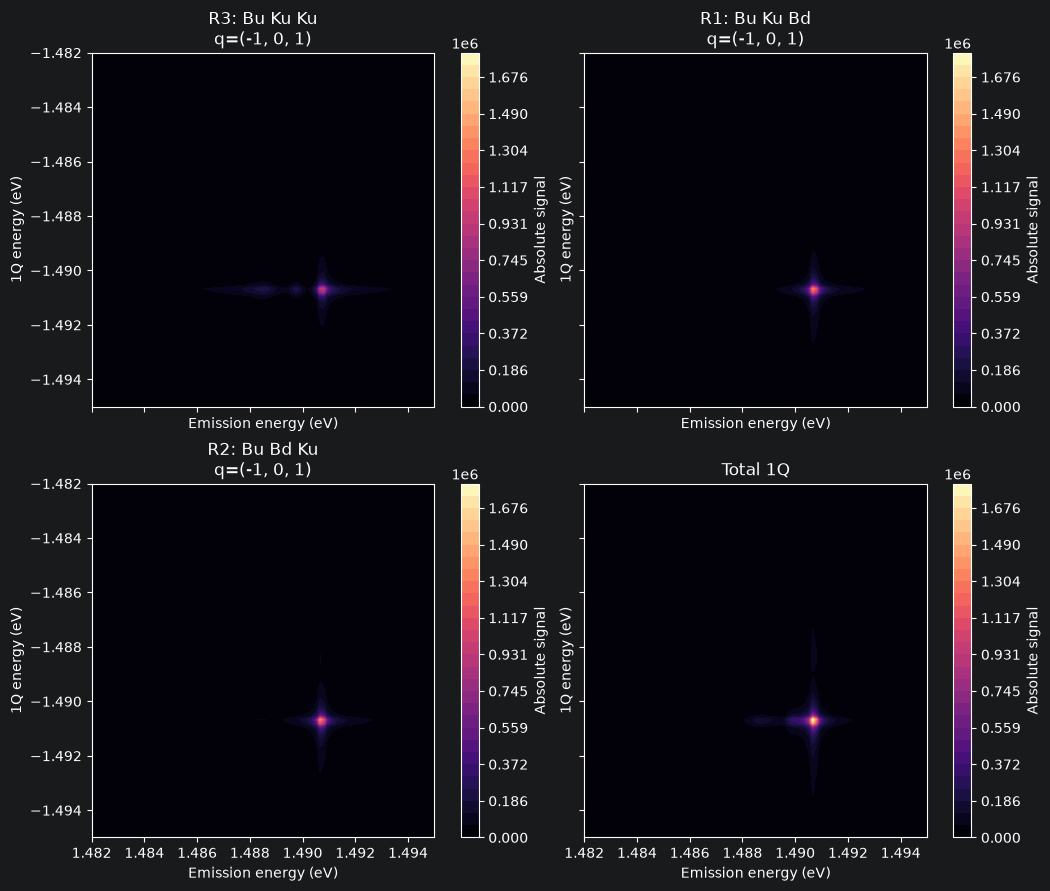 R3: Bu Ku Ku
q=(-1, 0, 1)
1e6
−1.482
−1.484
−1.486
−1.488
−1.490
−1.492
−1.494
1Q energy (eV)
Emission energy (eV)
1.676
1.490
1.304
1.117
0.931
0.745
0.559
0.372
0.186
0.000
Absolute signal
R1: Bu Ku Bd
q=(-1, 0, 1)
1e6
1Q energy (eV)
Emission energy (eV)
1.676
1.490
1.304
1.117
0.931
0.745
0.559
0.372
0.186
0.000
Absolute signal
R2: Bu Bd Ku
q=(-1, 0, 1)
1e6
−1.482
−1.484
−1.486
−1.488
−1.490
−1.492
−1.494
1Q energy (eV)
1.482 1.484 1.486 1.488 1.490 1.492 1.494
Emission energy (eV)
1.676
1.490
1.304
1.117
0.931
0.745
0.559
0.372
0.186
0.000
Absolute signal
Total 1Q
1e6
1Q energy (eV)
1.482 1.484 1.486 1.488 1.490 1.492 1.494
Emission energy (eV)
1.676
1.490
1.304
1.117
0.931
0.745
0.559
0.372
0.186
0.000
Absolute signal